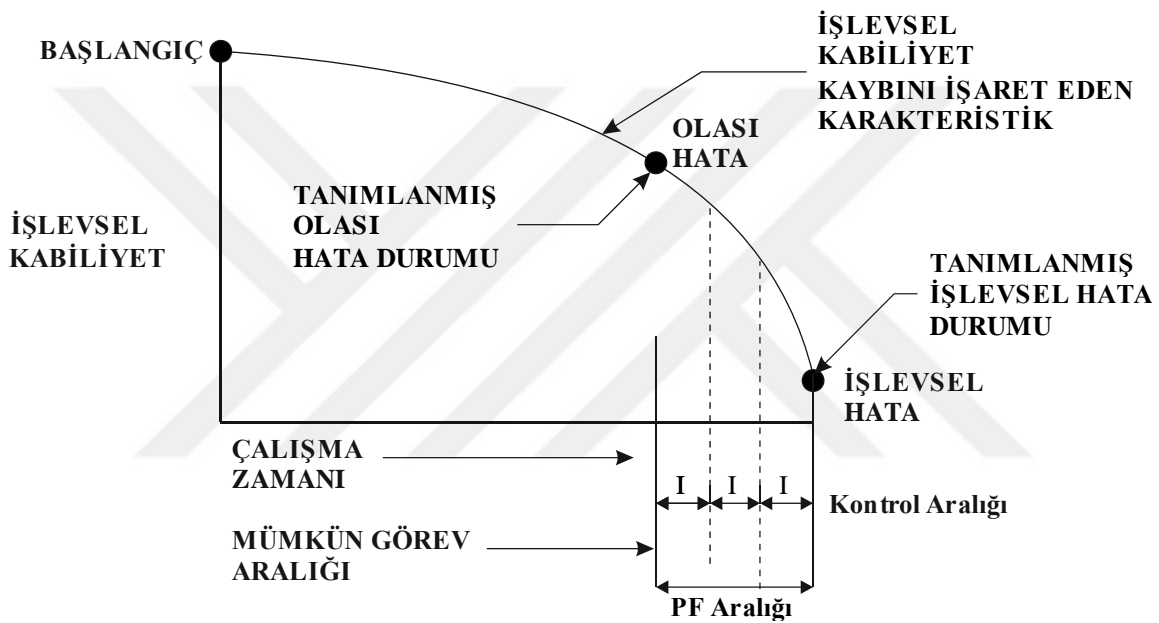 BAŞLANGIÇ
İŞLEVSEL
KABİLİYET
KAYBINI İŞARET EDEN
KARAKTERİSTİK
OLASI
HATA
TANIMLANMIŞ
OLASI
HATA DURUMU
İŞLEVSEL
KABİLİYET
TANIMLANMIŞ
İŞLEVSEL HATA
DURUMU
İŞLEVSEL
HATA
ÇALIŞMA
ZAMANI
I I I
Kontrol Aralığı
MÜMKÜN GÖREV
ARALIĞI
PF Aralığı